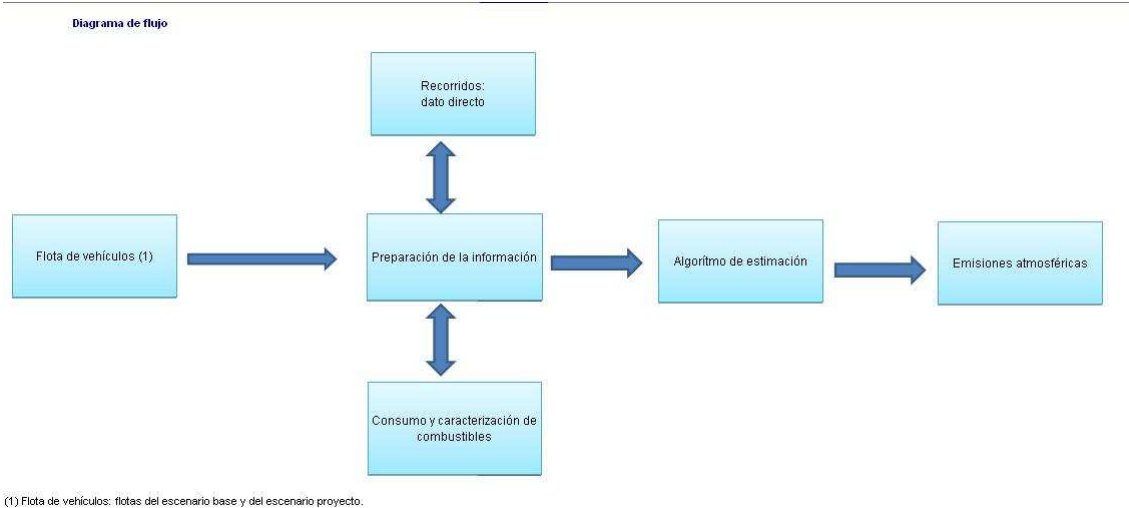 Diagrama de flujo
Recorridos:
dato directo
Flota de vehículos (1)
Preparación de la información
Algorítmo de estimación
Emisiones atmosféricas
Consumo y caracterización de
combustibles
(1) Flota de vehículos: flotas del escenario base y del escenario proyecto.